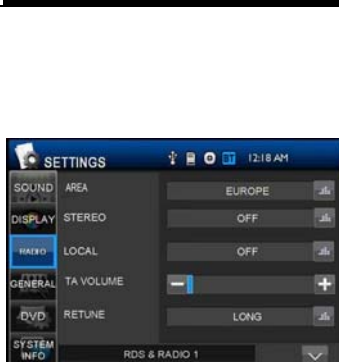 SETTINGS
BT
12:18 AM
SOUND
AREA
EUROPE
DISPLAY
STEREO
OFF
RADIO
LOCAL
OFF
GENERAL
TA VOLUME
DVD
RETUNE
LONG
SYSTEM
INFO
RDS & RADIO 1